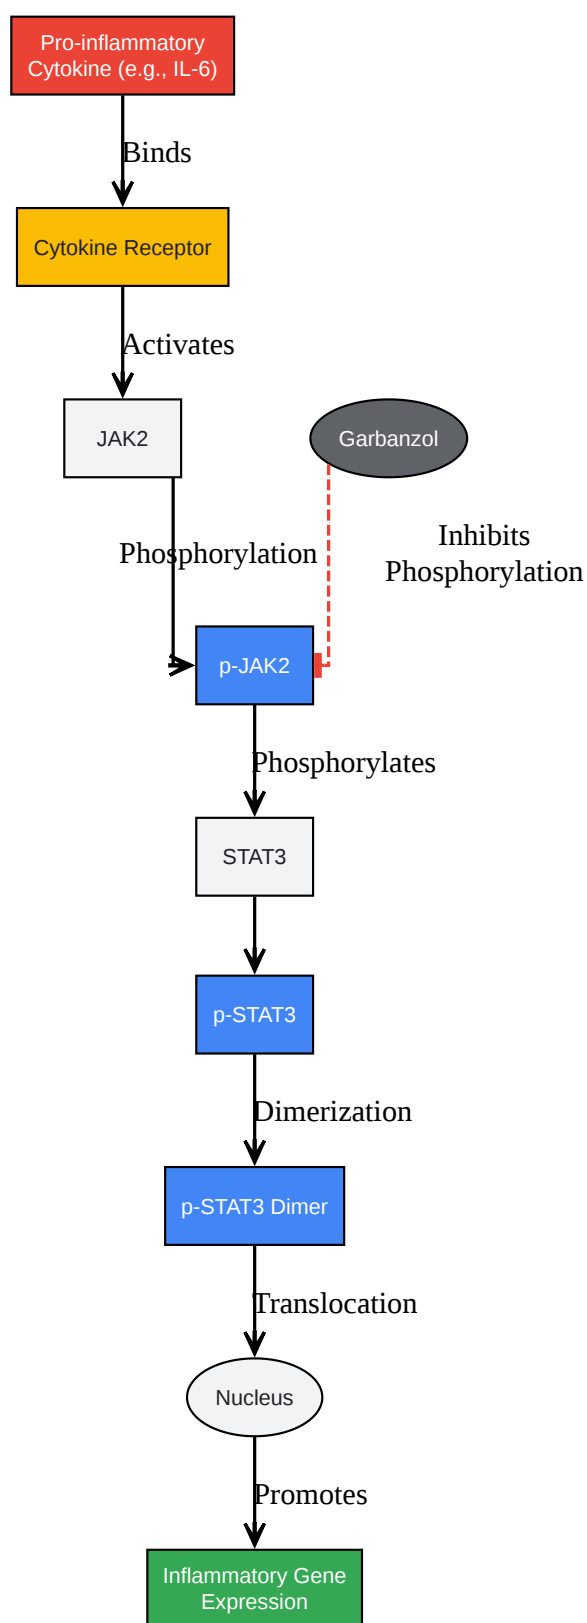 Pro-inflammatory
Cytokine (e.g., IL-6)
Binds
Cytokine Receptor
Activates
JAK2
Garbanzol
Phosphorylation
Inhibits
Phosphorylation
p-JAK2
Phosphorylates
STAT3
p-STAT3
Dimerization
p-STAT3 Dimer
Translocation
Nucleus
Promotes
Inflammatory Gene
Expression